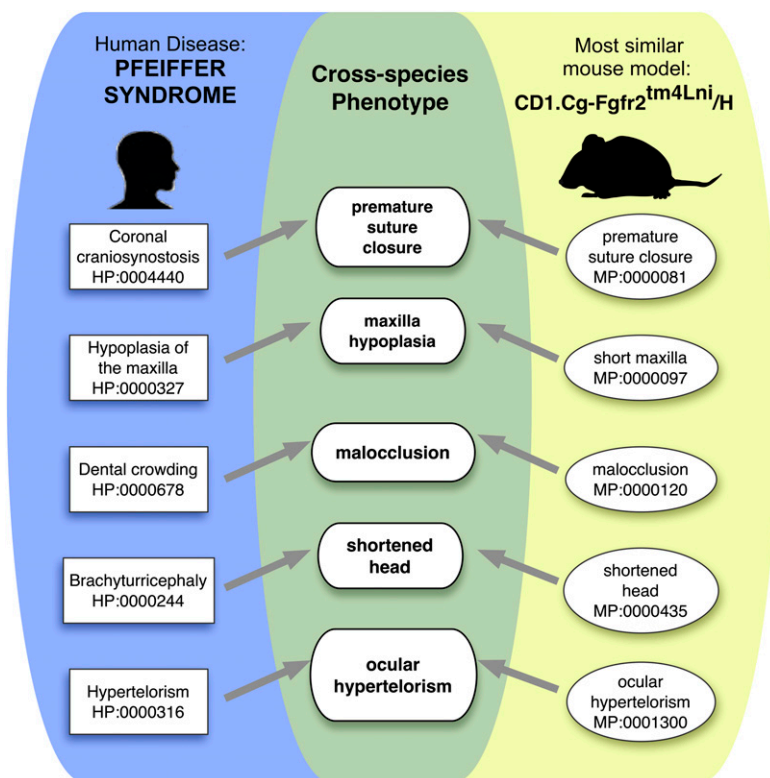 Human Disease:
PFEIFFER
SYNDROME
Cross-species
Phenotype
Most similar
mouse model:
CD1.Cg-Fgfr2tm4Lni/H
Coronal
craniosynostosis
HP:0004440
premature
suture
closure
premature
suture closure
MP:0000081
Hypoplasia of
the maxilla
HP:0000327
maxilla
hypoplasia
short maxilla
MP:0000097
Dental crowding
HP:0000678
malocclusion
malocclusion
MP:0000120
Brachyturricephaly
HP:0000244
shortened
head
shortened
head
MP:0000435
Hypertelorism
HP:0000316
ocular
hypertelorism
ocular
hypertelorism
MP:0001300